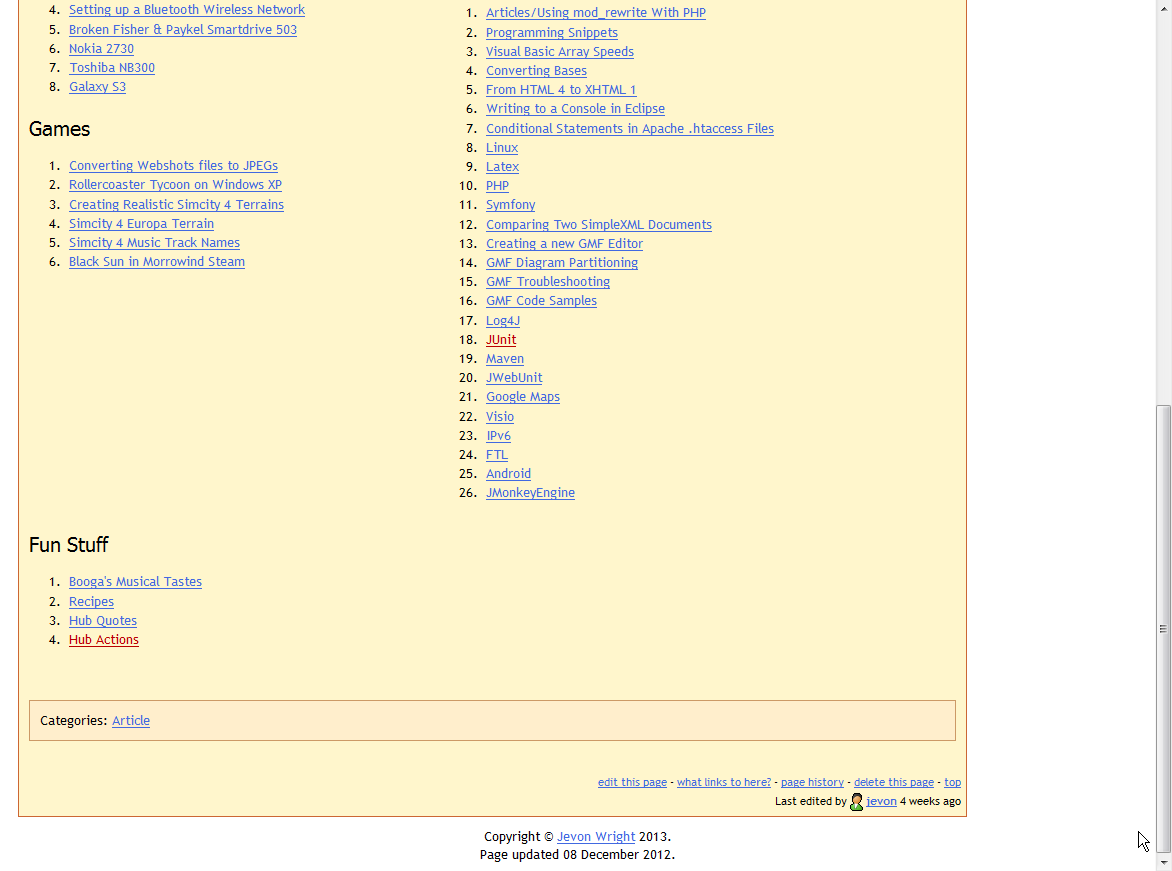 4. Setting up a Bluetooth Wireless Network
5. Broken Fisher & Paykel Smartdrive 503
6. Nokia 2730
7. Toshiba NB300
8. Galaxy S3
Games
1. Converting Webshots files to JPEGs
2. Rollercoaster Tycoon on Windows XP
3. Creating Realistic Simcity 4 Terrains
4. Simcity 4 Europa Terrain
5. Simcity 4 Music Track Names
6. Black Sun in Morrowind Steam
1. Articles/Using mod_rewrite With PHP
2. Programming Snippets
3. Visual Basic Array Speeds
4. Converting Bases
5. From HTML 4 to XHTML 1
6. Writing to a Console in Eclipse
7. Conditional Statements in Apache .htaccess Files
8. Linux
9. Latex
10. PHP
11. Symfony
12. Comparing Two SimpleXML Documents
13. Creating a new GMF Editor
14. GMF Diagram Partitioning
15. GMF Troubleshooting
16. GMF Code Samples
17. Log4J
18. JUnit
19. Maven
20. JWebUnit
21. Google Maps
22. Visio
23. IPv6
24. FTL
25. Android
26. JMonkeyEngine
Fun Stuff
1. Booga's Musical Tastes
2. Recipes
3. Hub Quotes
4. Hub Actions
Categories: Article
edit this page - what links to here? - page history - delete this page - top
Last edited by jevon 4 weeks ago
Copyright © Jevon Wright 2013.
Page updated 08 December 2012.